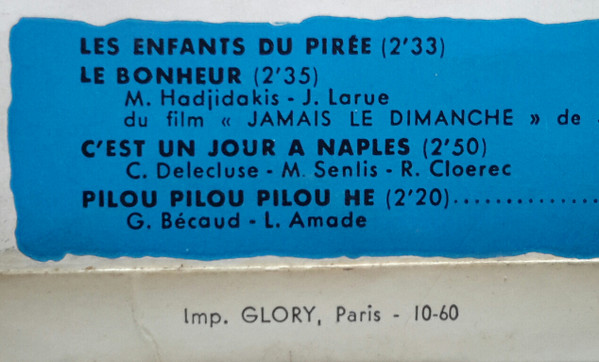 LES ENFANTS DU PIRÉE (2'33)
LE BONHEUR (2'35)
M. Hadjidakis - J. Larue
du film « JAMAIS LE DIMANCHE » de
C'EST UN JOUR A NAPLES (2'50)
C. Delecluse - M. Senlis - R. Cloerec
PILOU PILOU PILOU HE (2'20)................
G. Bécaud - L. Amade
Imp. GLORY, Paris - 10-60